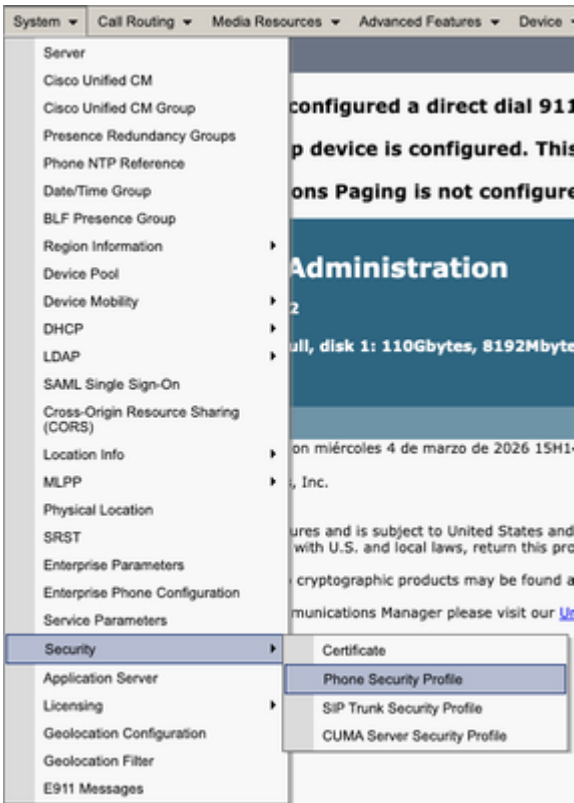 System Call Routing Media Resources Advanced Features Device
Server
Cisco Unified CM
Cisco Unified CM Group
Presence Redundancy Groups
Phone NTP Reference
Date/Time Group
BLF Presence Group
Region Information
Device Pool
Device Mobility
DHCP
LDAP
SAML Single Sign-On
Cross-Origin Resource Sharing
(CORS)
Location Info
MLPP
Physical Location
SRST
Enterprise Parameters
Enterprise Phone Configuration
Service Parameters
Security
Application Server
Licensing
Geolocation Configuration
Geolocation Filter
E911 Messages
Certificate
Phone Security Profile
SIP Trunk Security Profile
CUMA Server Security Profile
configured a direct dial 911
p device is configured. This
ons Paging is not configure
Administration
2
ull, disk 1: 110Gbytes, 8192Mbyte
on miércoles 4 de marzo de 2026 15H1
, Inc.
ures and is subject to United States and
with U.S. and local laws, return this pro
cryptographic products may be found a
munications Manager please visit our Un